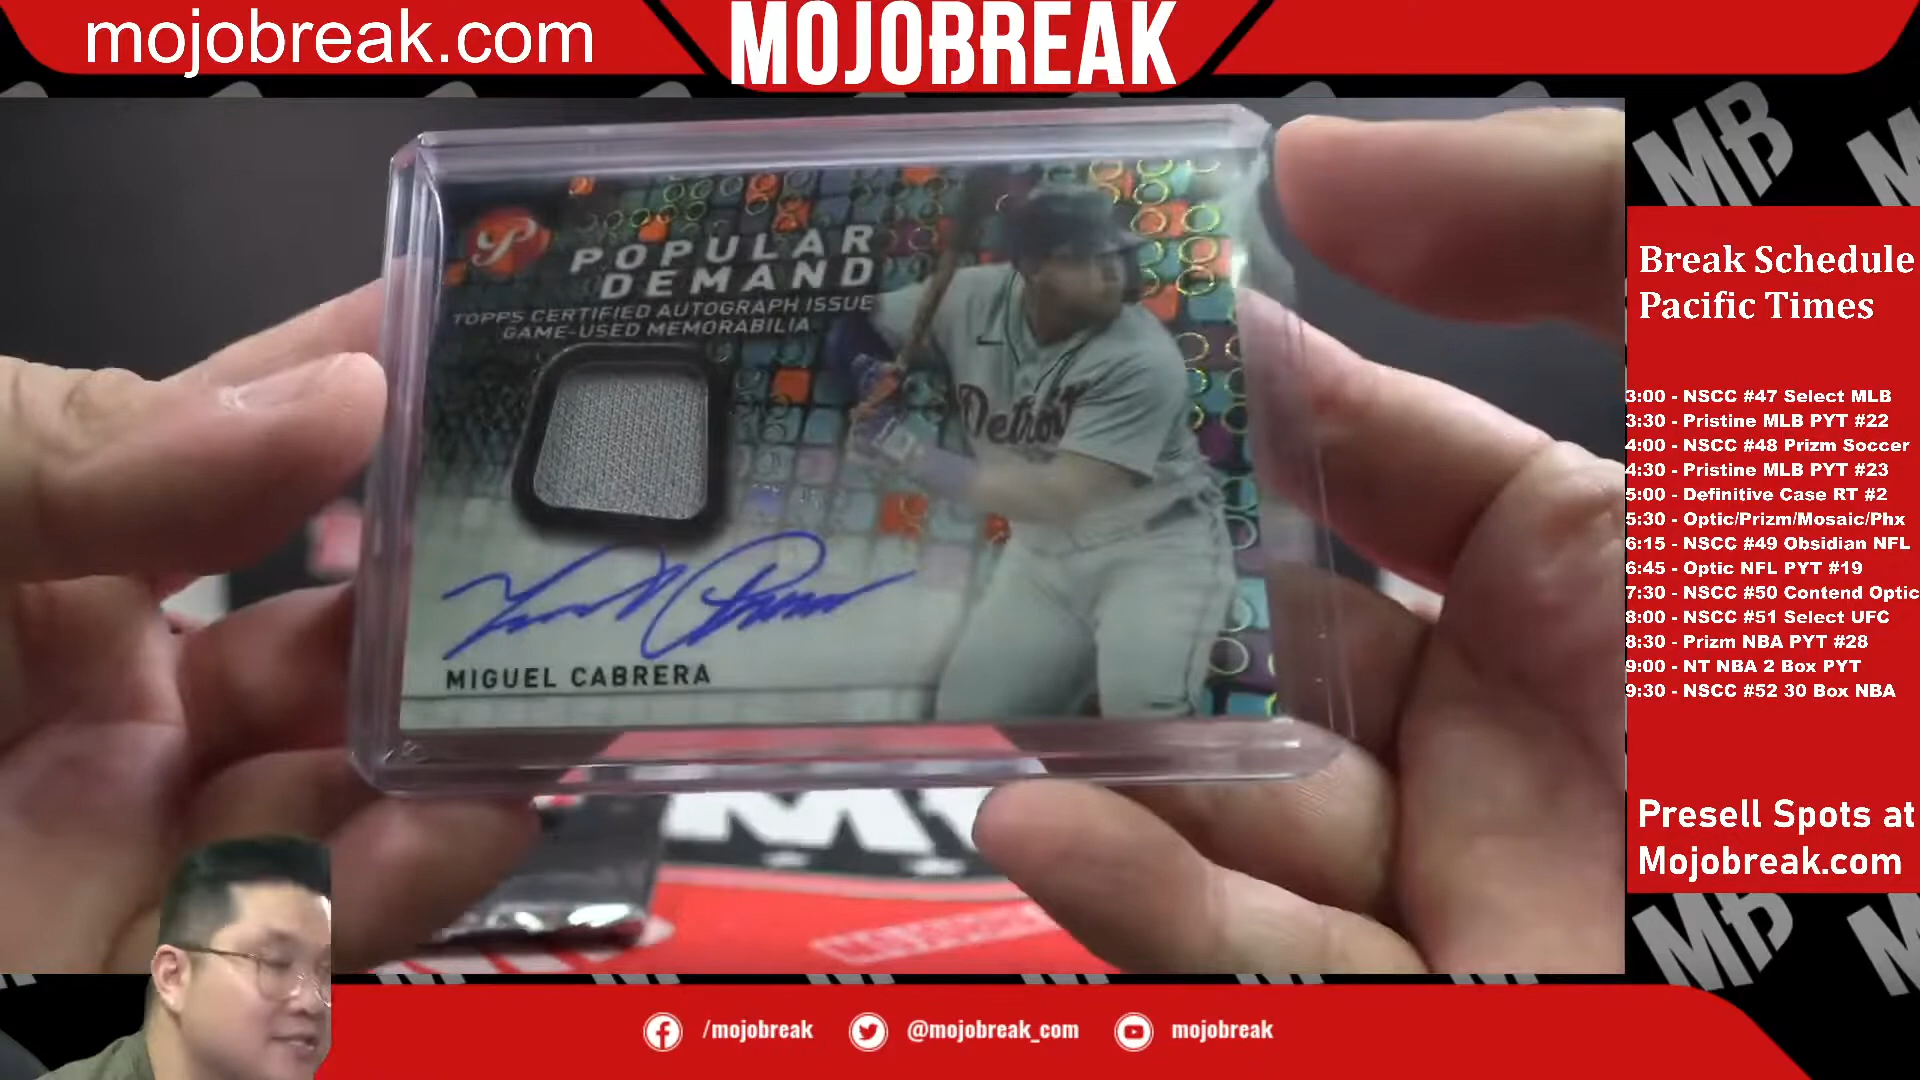 mojobreak.com
MOJOBREAK
MB
P
POPULAR
DEMAND
TOPPS CERTIFIED AUTOGRAPH ISSUE
GAME-USED MEMORABILIA
Detroit
MIGUEL CABRERA
Break Schedule
Pacific Times
3:00 - NSCC #47 Select MLB
3:30 - Pristine MLB PYT #22
4:00 - NSCC #48 Prizm Soccer
4:30 - Pristine MLB PYT #23
5:00 - Definitive Case RT #2
5:30 - Optic/Prizm/Mosaic/Phx
6:15 - NSCC #49 Obsidian NFL
6:45 - Optic NFL PYT #19
7:30 - NSCC #50 Contend Optic
8:00 - NSCC #51 Select UFC
8:30 - Prizm NBA PYT #28
9:00 - NT NBA 2 Box PYT
9:30 - NSCC #52 30 Box NBA
Presell Spots at
Mojobreak.com
MB
/mojobreak
@mojobreak_com
mojobreak